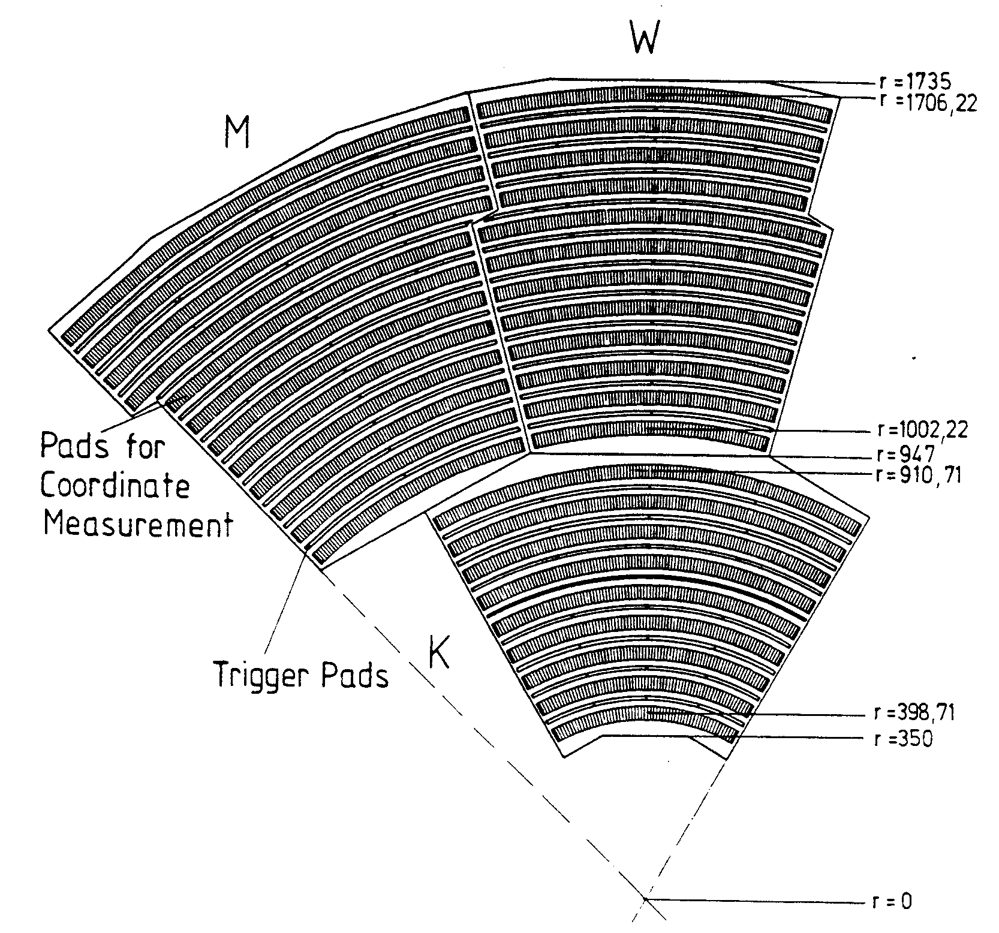 W
r =1735
r =1706,22
M
r=1002,22
r=947
r=910,71
Pads for
Coordinate
Measurement
K
Trigger Pads
r =398,71
r =350
r = 0